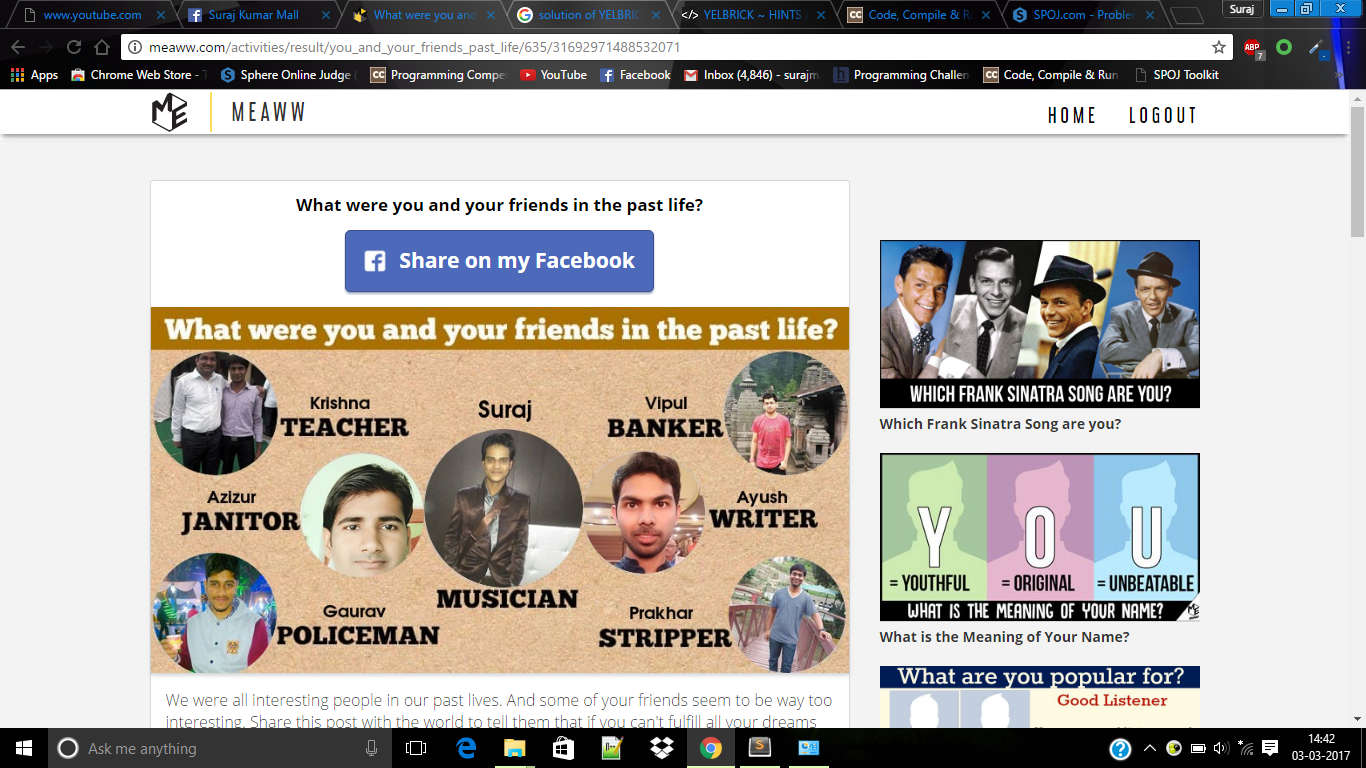 www.youtube.com
Suraj Kumar Mall
What were you and
solution of YELBRIC
</> YELBRICK ~ HINTS
Code, Compile & R
SPOJ.com - Proble
Suraj
meaww.com/activities/result/you_and_your_friends_past_life/635/31692971488532071
ABP
7
Apps
Chrome Web Store - T
Sphere Online Judge
CC
Programming Compe
YouTube
Facebook
Inbox (4,846) - surajm
Programming Challen
CC
Code, Compile & Run
SPOJ Toolkit
ME
MEAWW
HOME
LOGOUT
What were you and your friends in the past life?
Share on my Facebook
What were you and your friends in the past life?
Krishna
TEACHER
Suraj
MUSICIAN
Vipul
BANKER
Azizur
JANITOR
Ayush
WRITER
Gaurav
POLICEMAN
Prakhar
STRIPPER
We were all interesting people in our past lives. And some of your friends seem to be way too
interesting. Share this post with the world to tell them that if you can't fulfill all your dreams
WHICH FRANK SINATRA SONG ARE YOU?
Which Frank Sinatra Song are you?
Y O U
= YOUTHFUL = ORIGINAL = UNBEATABLE
WHAT IS THE MEANING OF YOUR NAME?
What is the Meaning of Your Name?
What are you popular for?
Good Listener
Ask me anything
14:42
03-03-2017